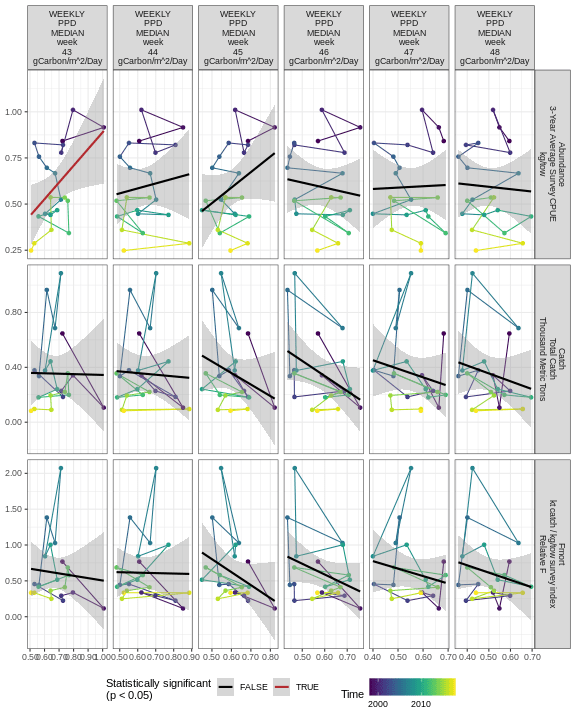 WEEKLY
PPD
MEDIAN
week
43
gCarbon/m^2/Day
WEEKLY
PPD
MEDIAN
week
44
gCarbon/m^2/Day
WEEKLY
PPD
MEDIAN
week
45
gCarbon/m^2/Day
WEEKLY
PPD
MEDIAN
week
46
gCarbon/m^2/Day
WEEKLY
PPD
MEDIAN
week
47
gCarbon/m^2/Day
WEEKLY
PPD
MEDIAN
week
48
gCarbon/m^2/Day
1.00
0.75
0.50
0.25
Abundance
3-Year Average Survey CPUE
kg/tow
0.80
0.40
0.00
Catch
Total Catch
Thousand Metric Tons
2.00
1.50
1.00
0.50
0.00
Fmort
kt catch / kg/tow survey index
Relative F
0.50 0.60 0.70 0.80 0.90 1.00
0.40 0.50 0.60 0.70 0.80 0.90
0.50 0.60 0.70 0.80
0.50 0.60 0.70
0.40 0.50 0.60 0.70
0.40 0.50 0.60 0.70
Statistically significant
(p < 0.05)
FALSE
TRUE
Time
2000
2010